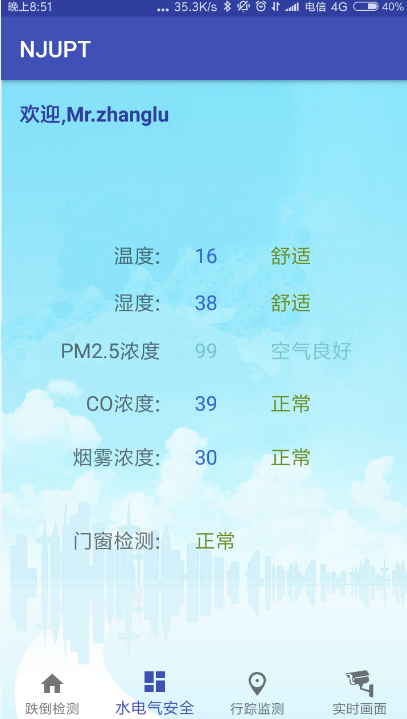 晚上8:51 ... 35.3K/s 电信 4G 40%
NJUPT
欢迎,Mr.zhanglu
温度: 16 舒适
湿度: 38 舒适
PM2.5浓度 99 空气良好
CO浓度: 39 正常
烟雾浓度: 30 正常
门窗检测: 正常
跌倒检测 水电气安全 行踪监测 实时画面